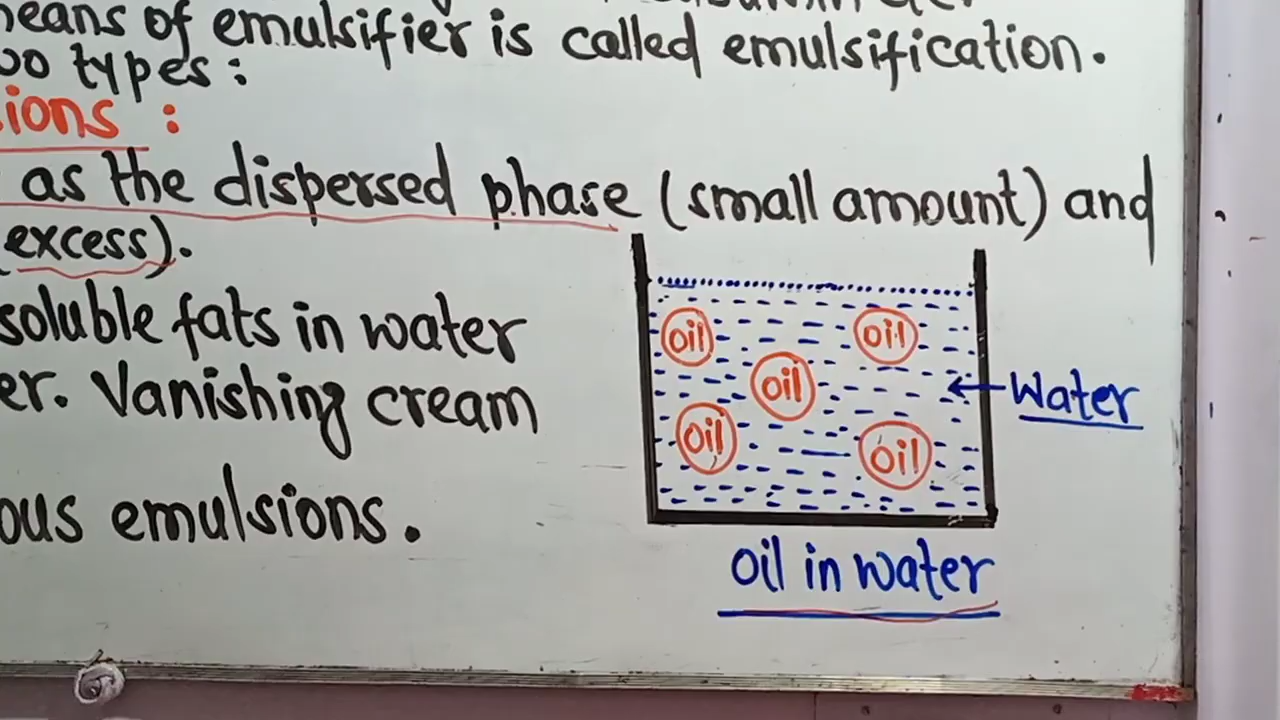 means of emulsifier is called emulsification.
types:
ions :
as the dispersed phase (small amount) and
(excess).
soluble fats in water
er. Vanishing cream
ous emulsions.
oil
oil
oil
oil
oil
Water
Oil in water